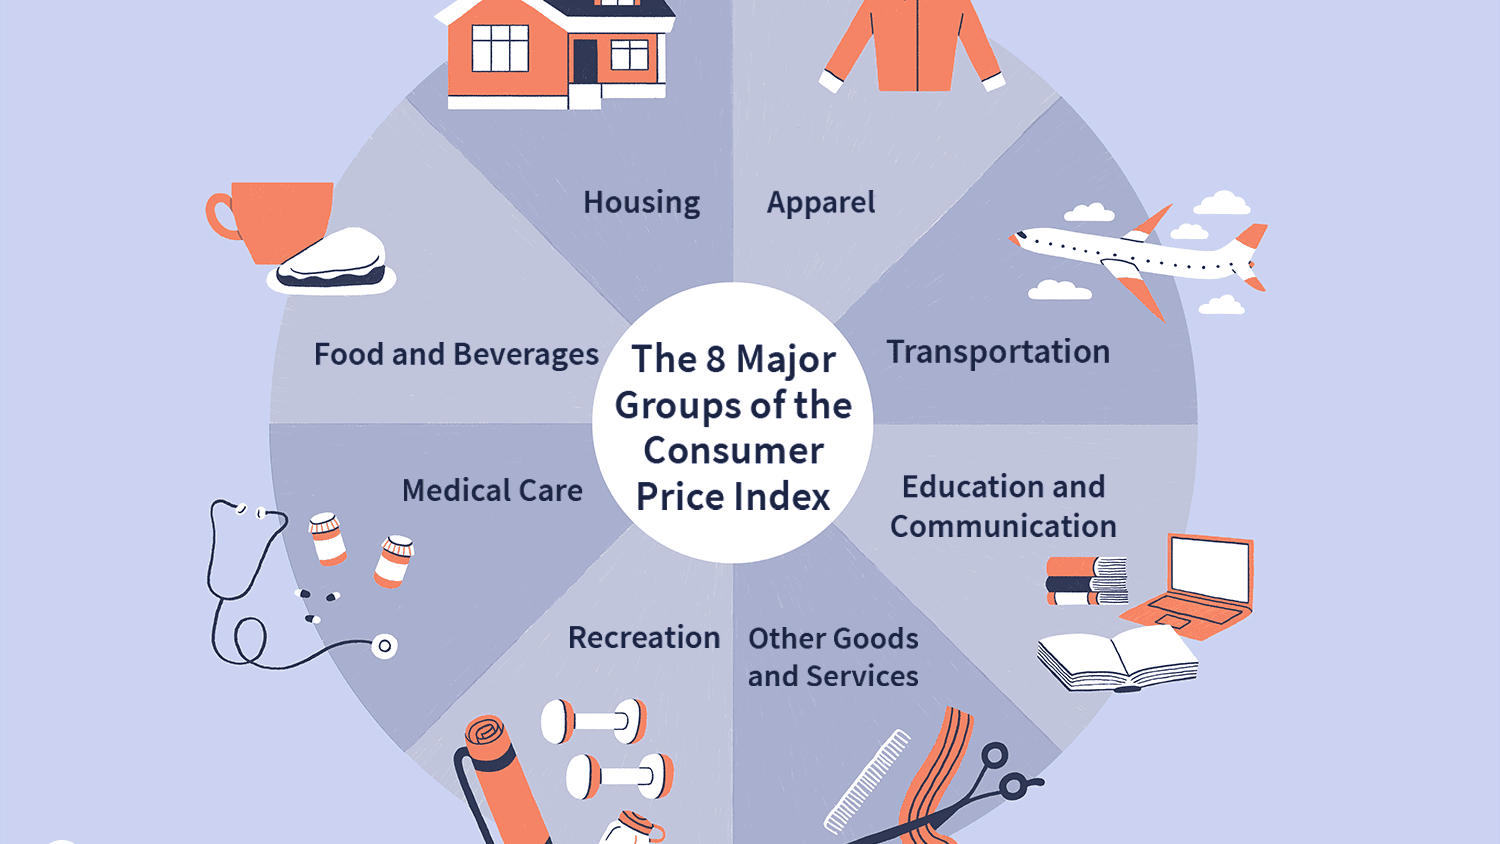 Housing
Apparel
Food and Beverages
Transportation
The 8 Major
Groups of the
Consumer
Price Index
Medical Care
Education and
Communication
Recreation
Other Goods
and Services